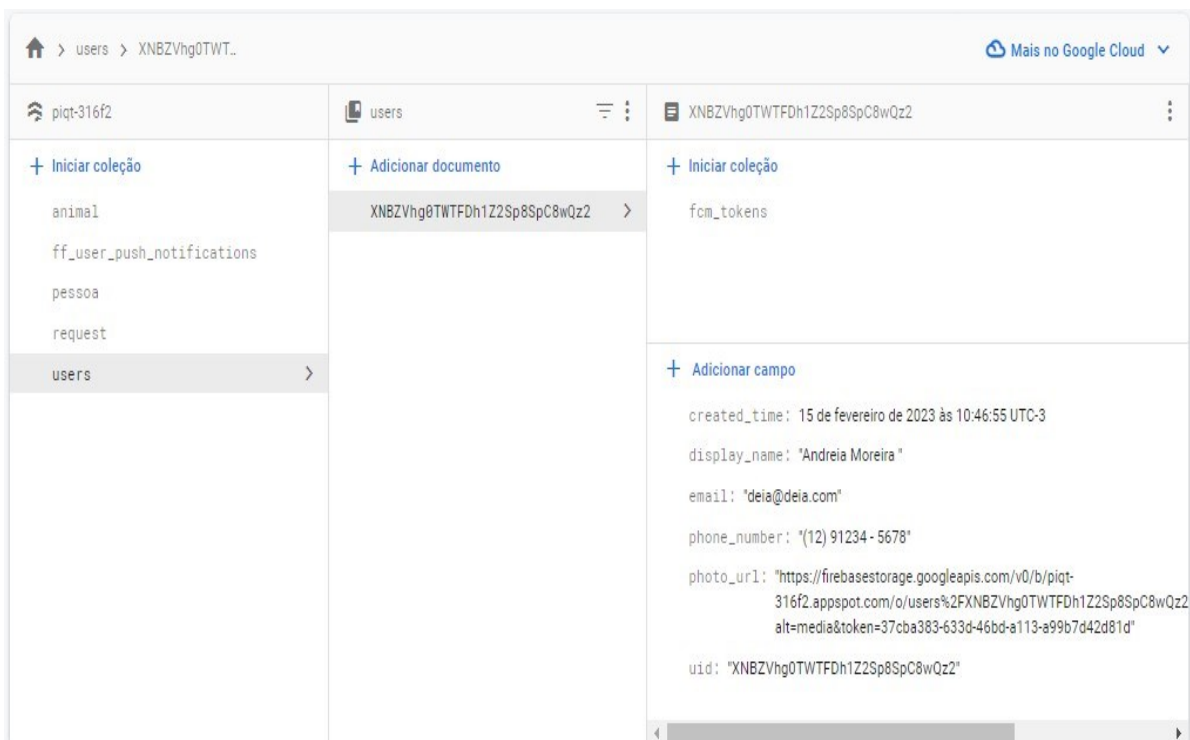 > users > XNBZVhg0TWT..
Mais no Google Cloud
piqt-316f2
users
XNBZVhg0TWTFDh1Z2Sp8SpC8wQz2
+ Iniciar coleção
+ Adicionar documento
+ Iniciar coleção
animal
XNBZVhg0TWTFDh1Z2Sp8SpC8wQz2 >
fcm_tokens
ff_user_push_notifications
pessoa
request
users >
+ Adicionar campo
created_time: 15 de fevereiro de 2023 às 10:46:55 UTC-3
display_name: "Andreia Moreira "
email: "deia@deia.com"
phone_number: "(12) 91234 - 5678"
photo_url: "https://firebasestorage.googleapis.com/v0/b/piqt-
316f2.appspot.com/o/users%2FXNBZVhg0TWTFDh1Z2Sp8SpC8wQz2
alt=media&token=37cba383-633d-46bd-a113-a99b7d42d81d"
uid: "XNBZVhg0TWTFDh1Z2Sp8SpC8wQz2"